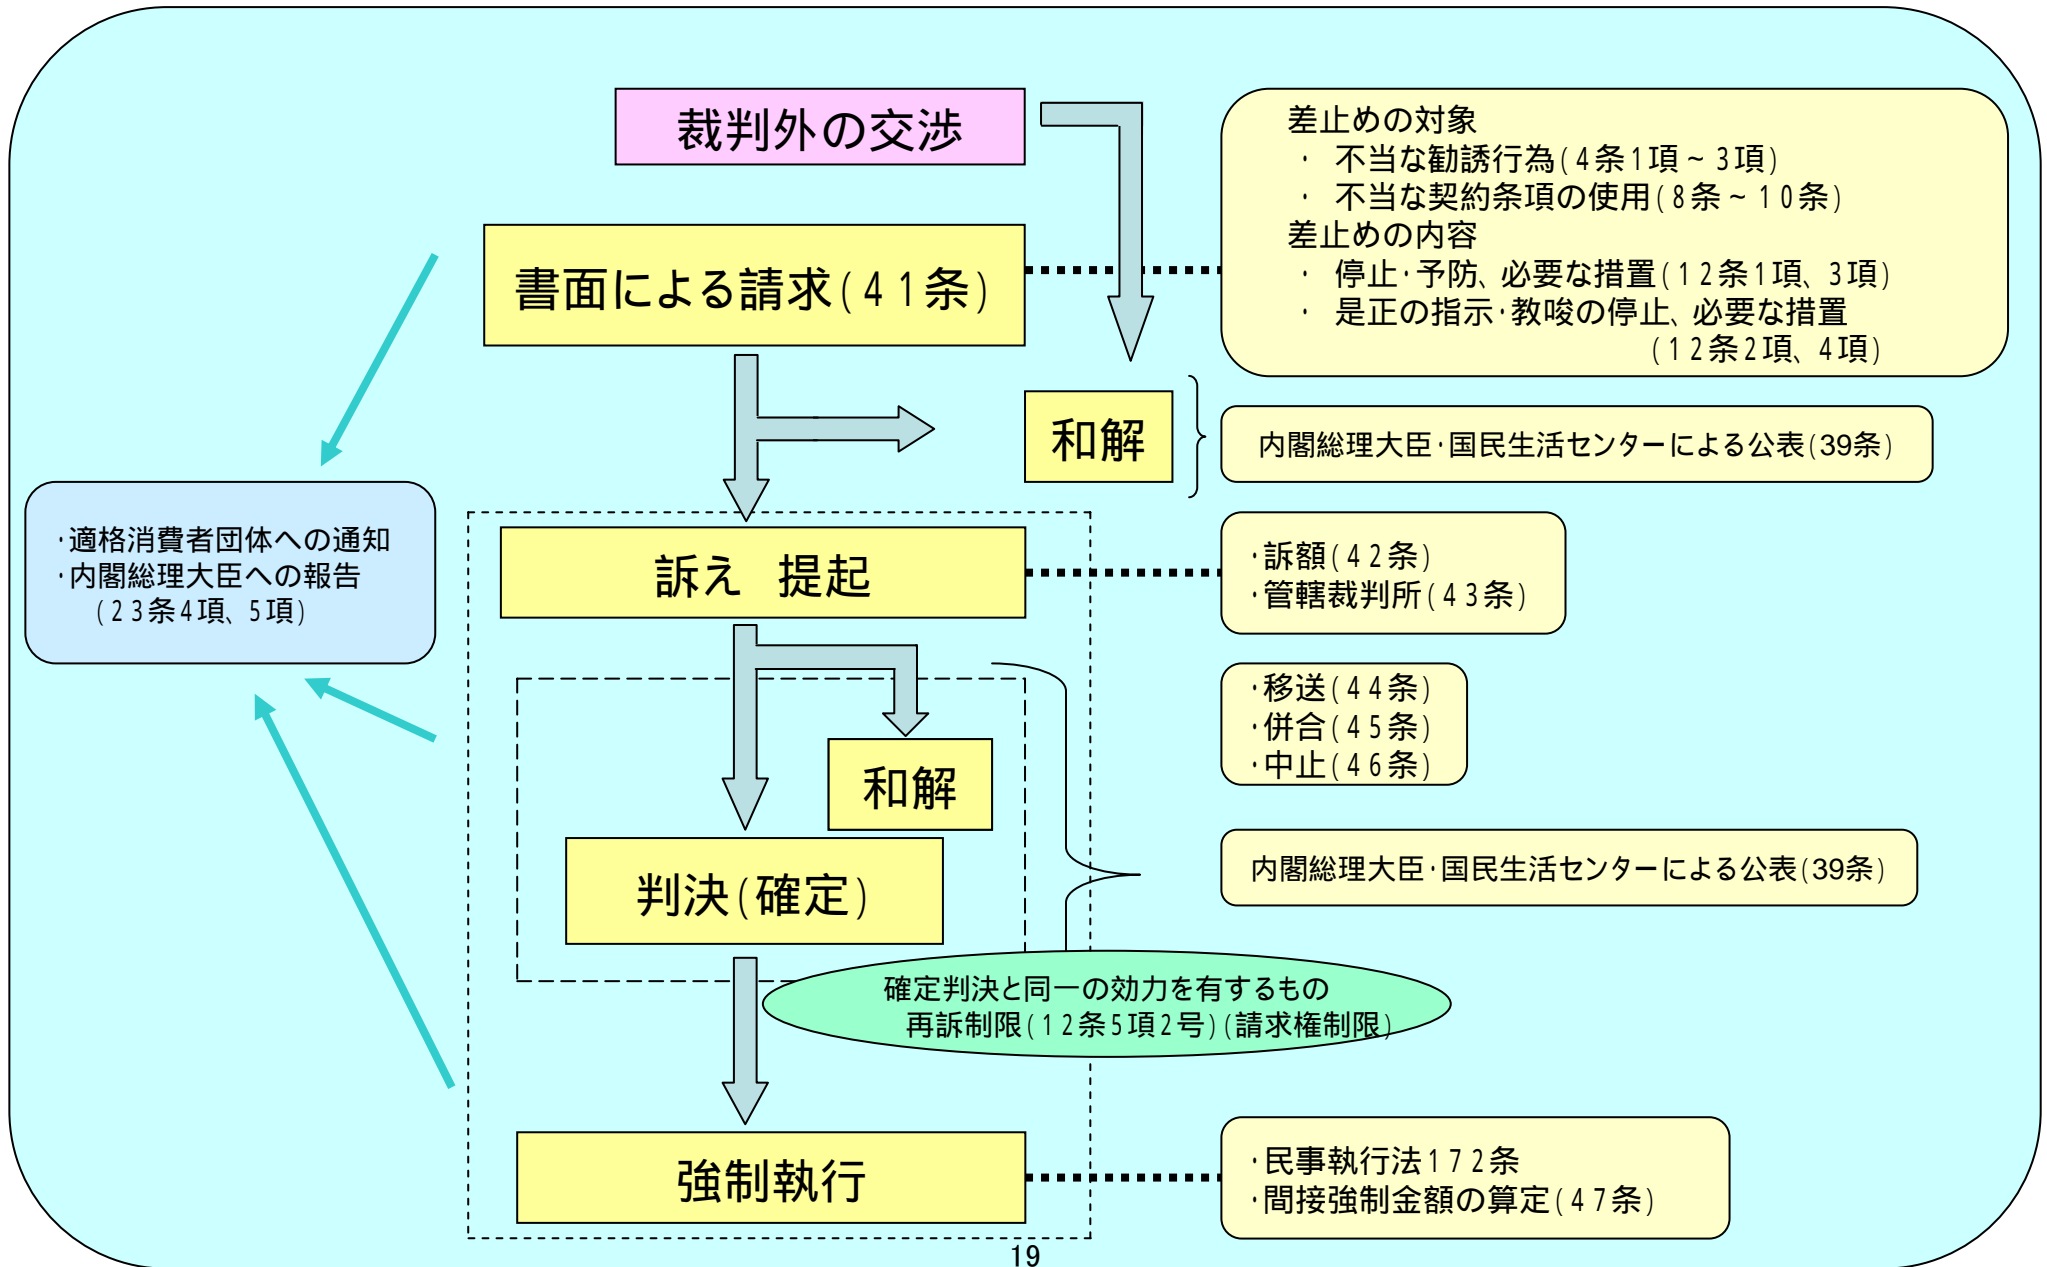 裁判外の交渉
差止めの対象
・ 不当な勧誘行為(4条1項~3項)
・ 不当な契約条項の使用(8条~10条)
差止めの内容
・ 停止・予防、必要な措置(12条1項、3項)
・ 是正の指示・教唆の停止、必要な措置
(12条2項、4項)
書面による請求(41条)
和解
内閣総理大臣・国民生活センターによる公表(39条)
・適格消費者団体への通知
・内閣総理大臣への報告
(23条4項、5項)
訴え 提起
・訴額(42条)
・管轄裁判所(43条)
・移送(44条)
・併合(45条)
・中止(46条)
和解
判決(確定)
内閣総理大臣・国民生活センターによる公表(39条)
確定判決と同一の効力を有するもの
再訴制限(12条5項2号)(請求権制限)
強制執行
・民事執行法172条
・間接強制金額の算定(47条)
19